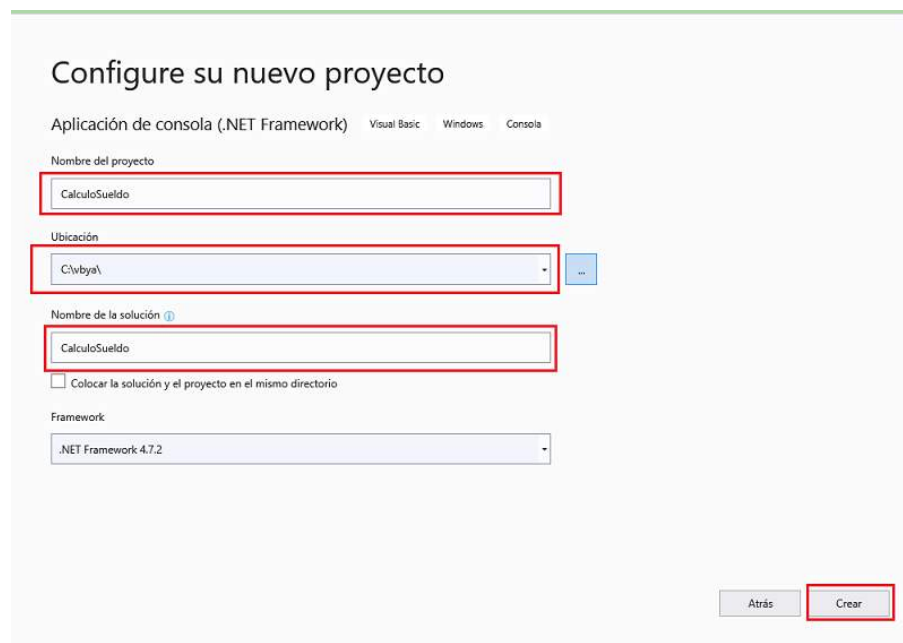 Configure su nuevo proyecto
Aplicación de consola (.NET Framework) Visual Basic Windows Consola
Nombre del proyecto
CalculoSueldo
Ubicación
C:\vbya\
...
Nombre de la solución
CalculoSueldo
Colocar la solución y el proyecto en el mismo directorio
Framework
.NET Framework 4.7.2
Atrás Crear